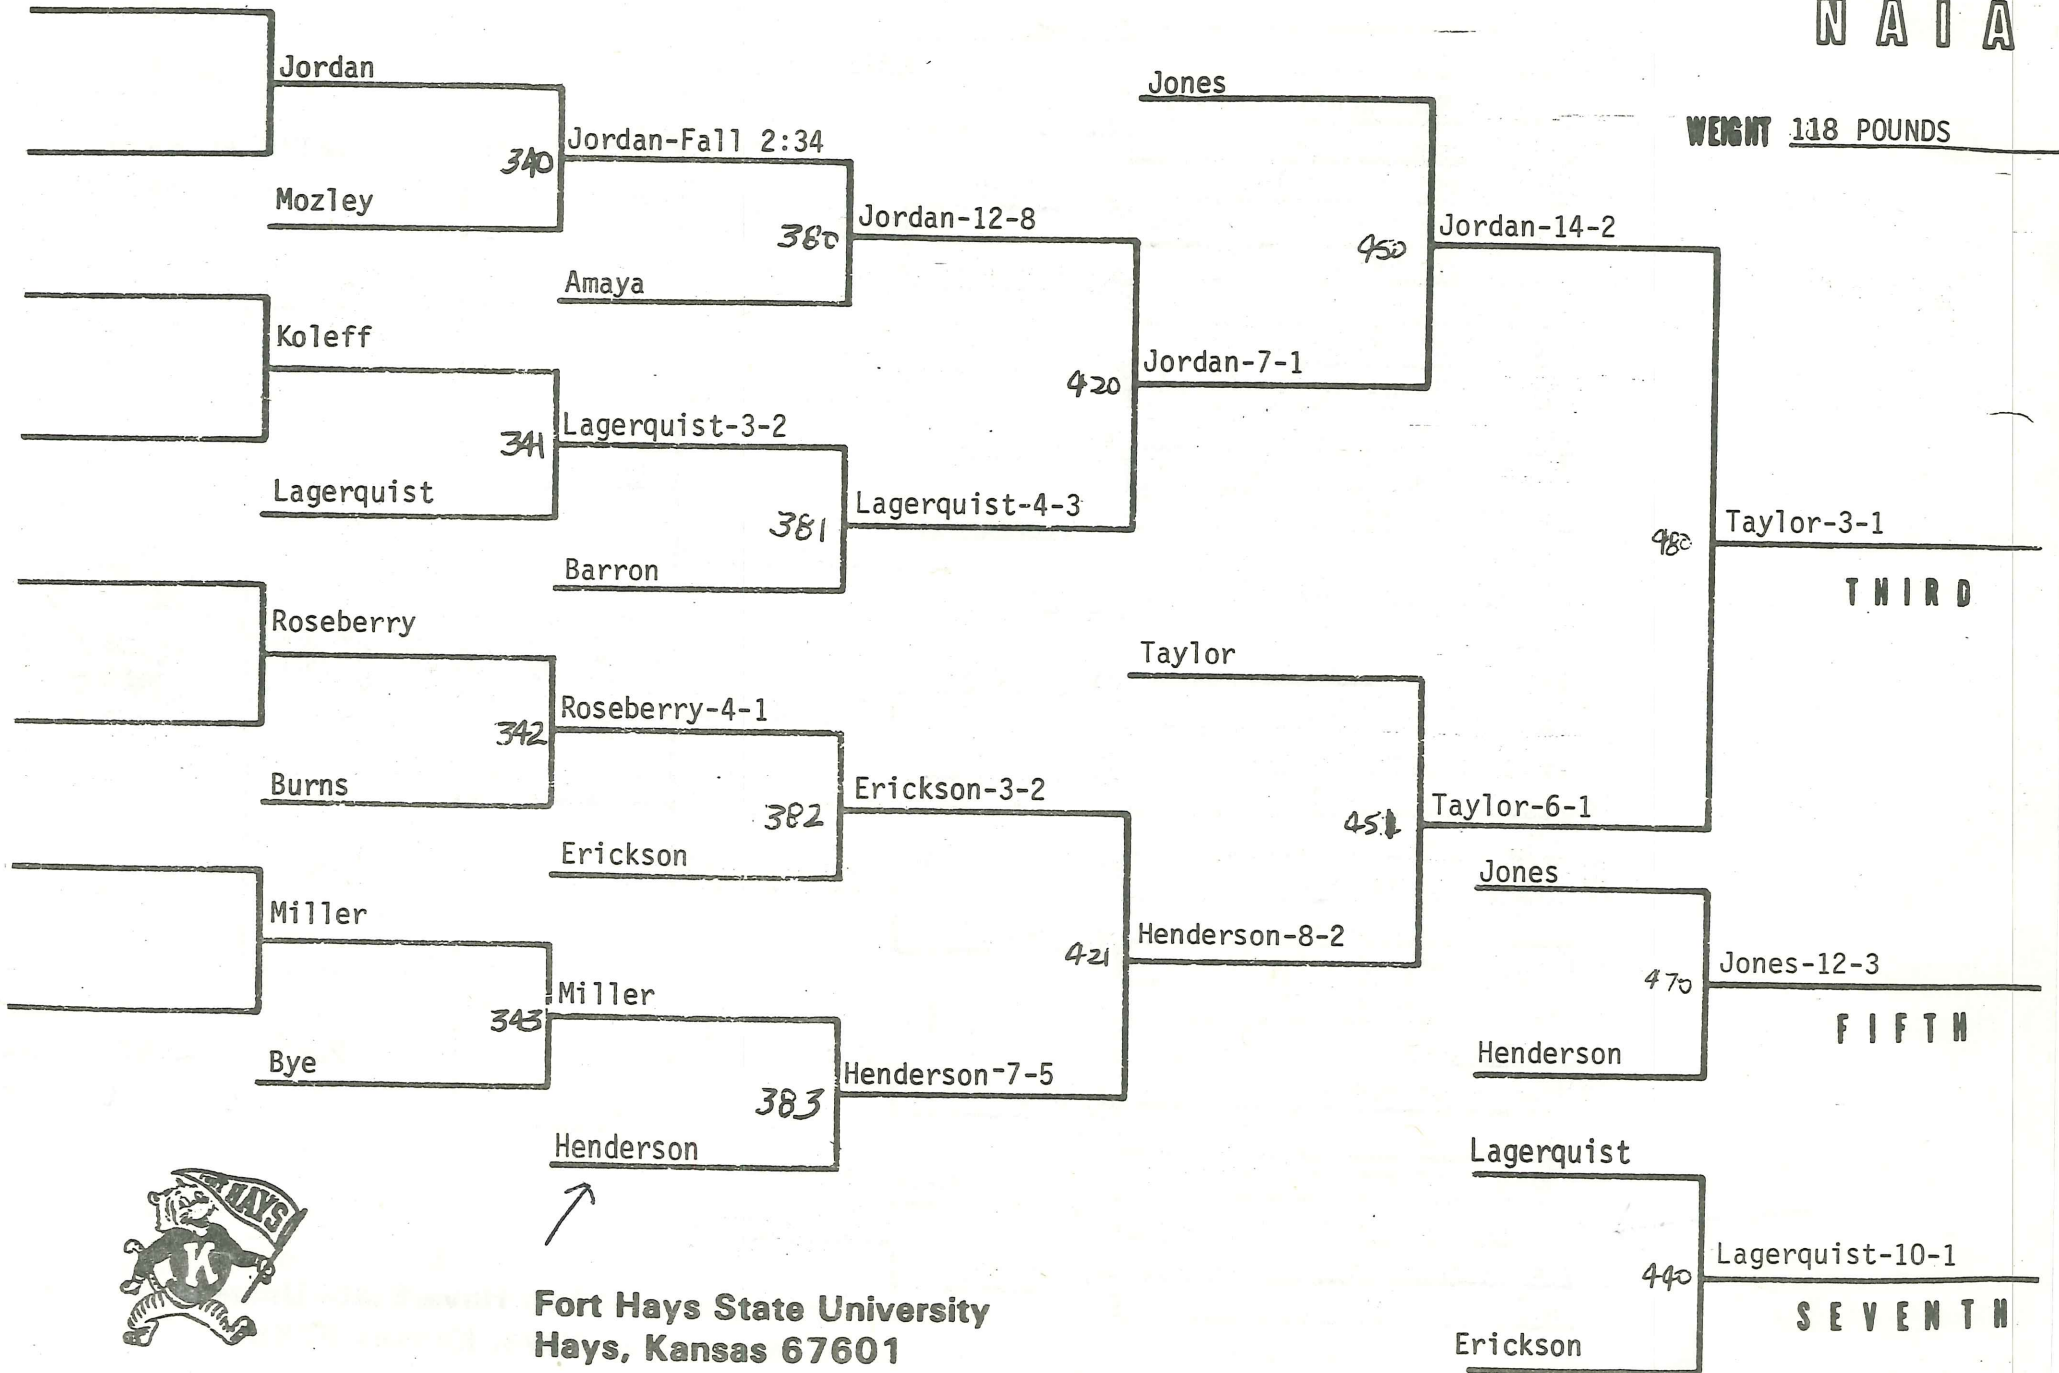 NAIA
WEIGHT 118 POUNDS
Jordan
Mozley
340
Jordan-Fall 2:34
Amaya
380
Jordan-12-8
Koleff
Lagerquist
341
Lagerquist-3-2
Barron
381
Lagerquist-4-3
420
Jordan-7-1
Jones
450
Jordan-14-2
Roseberry
Burns
342
Roseberry-4-1
Erickson
382
Erickson-3-2
Miller
Bye
343
Miller
Henderson
383
Henderson-7-5
421
Henderson-8-2
Taylor
451
Taylor-6-1
480
Taylor-3-1
THIRD
Jones
Henderson
470
Jones-12-3
FIFTH
Lagerquist
Erickson
440
Lagerquist-10-1
SEVENTH
HAYS
K
Fort Hays State University
Hays, Kansas 67601